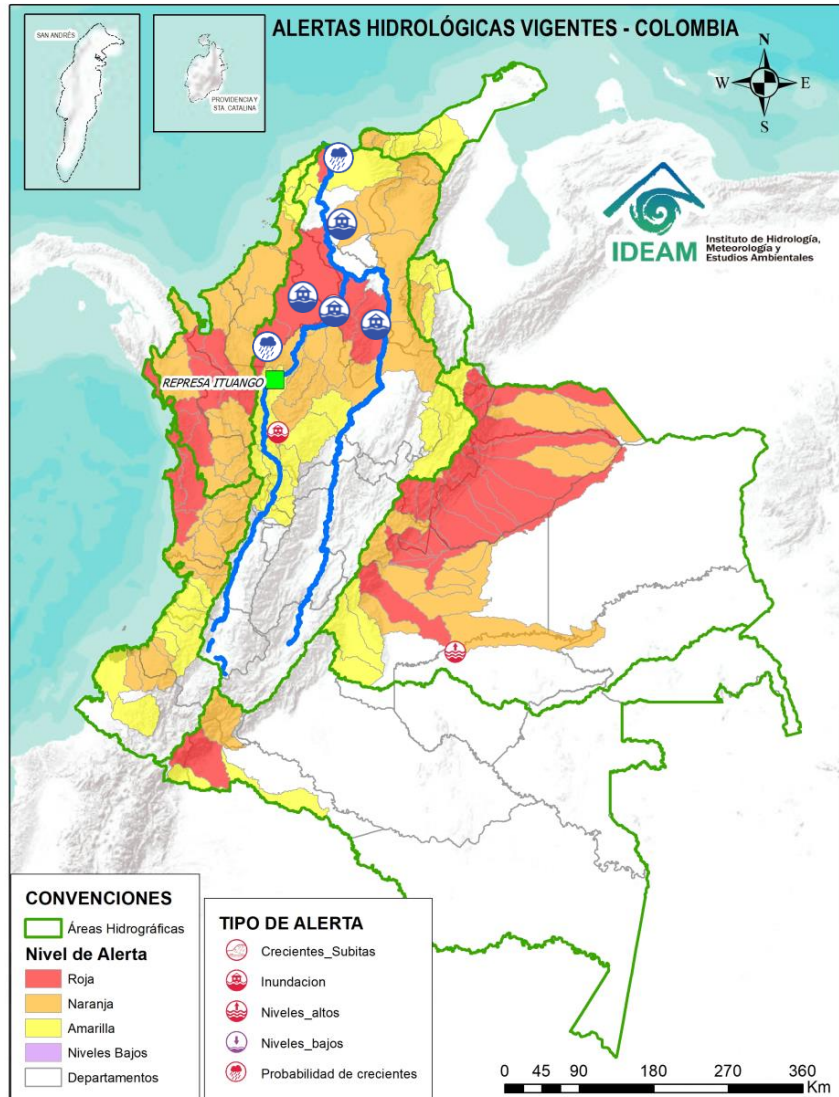 ALERTAS HIDROLÓGICAS VIGENTES - COLOMBIA
SAN ANDRÉS
PROVIDENCIA Y
STA. CATALINA
N
W
E
S
IDEAM
Instituto de Hidrología,
Meteorología y
Estudios Ambientales
REPRESA ITUANGO
CONVENCIONES
Áreas Hidrográficas
Nivel de Alerta
Roja
Naranja
Amarilla
Niveles Bajos
Departamentos
TIPO DE ALERTA
Crecientes_Subitas
Inundacion
Niveles_altos
Niveles_bajos
Probabilidad de crecientes
0 45 90 180 270 360
Km